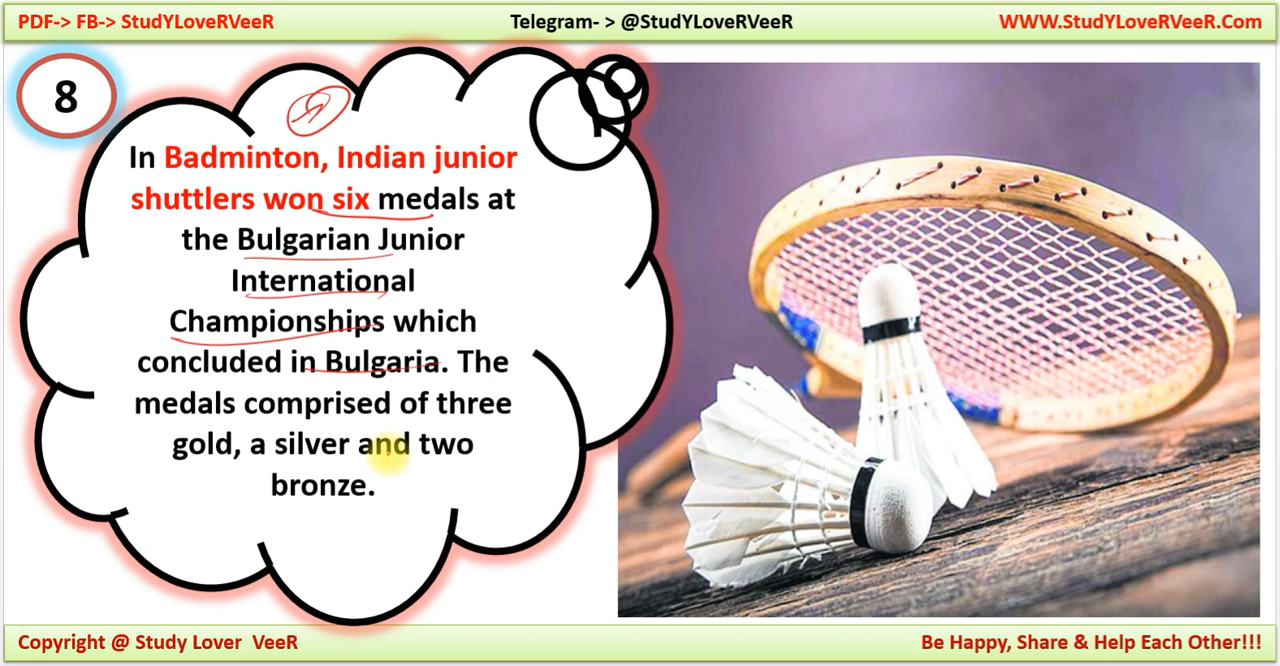 PDF-> FB-> StudYLoveRVeeR Telegram- > @StudYLoveRVeeR WWW.StudYLoveRVeeR.Com
8
In Badminton, Indian junior
shuttlers won six medals at
the Bulgarian Junior
International
Championships which
concluded in Bulgaria. The
medals comprised of three
gold, a silver and two
bronze.
Copyright @ Study Lover VeeR Be Happy, Share & Help Each Other!!!